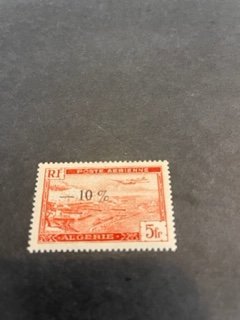 RF POSTE AERIENNE
— 10 %
ALGERIE 5fr